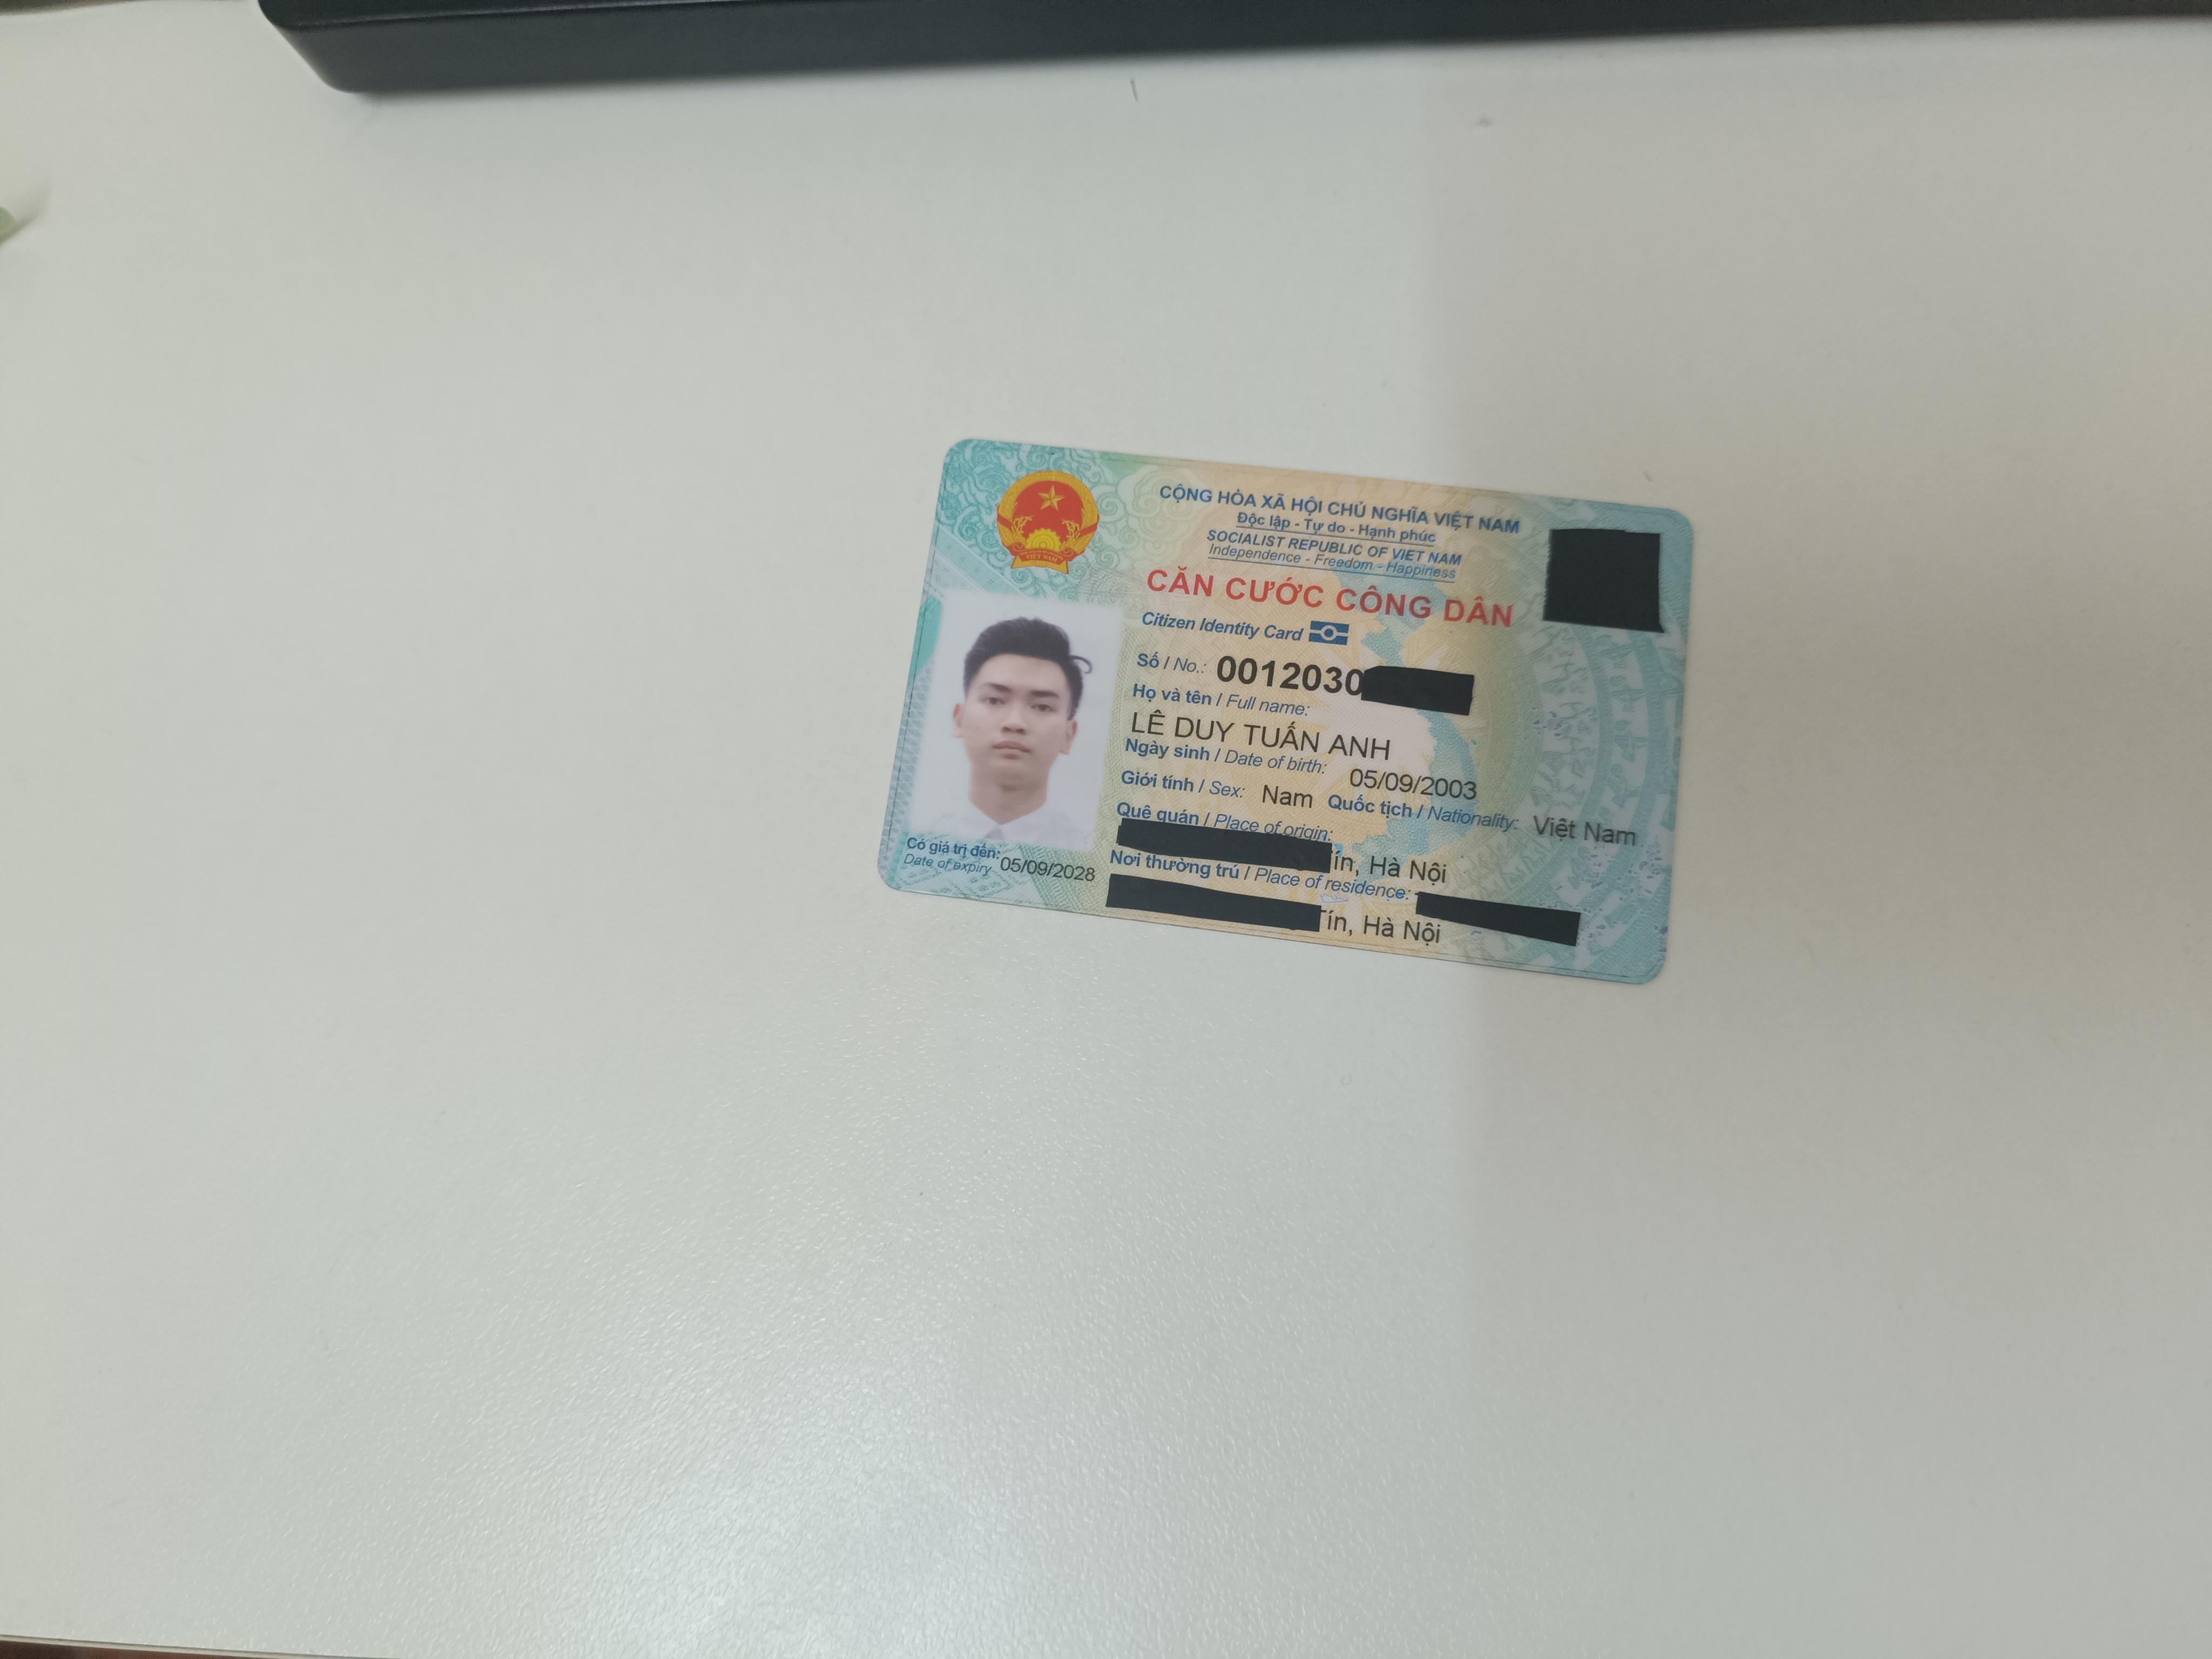 CỘNG HÒA XÃ HỘI CHỦ NGHĨA VIỆT NAM
Độc lập - Tự do - Hạnh phúc
SOCIALIST REPUBLIC OF VIET NAM
Independence - Freedom - Happiness
CĂN CƯỚC CÔNG DÂN
Citizen Identity Card
Số / No.: 0012030
Họ và tên / Full name:
LÊ DUY TUẤN ANH
Ngày sinh / Date of birth: 05/09/2003
Giới tính / Sex: Nam Quốc tịch / Nationality: Việt Nam
Quê quán / Place of origin:
ín, Hà Nội
Nơi thường trú / Place of residence:
Tín, Hà Nội
Có giá trị đến: 05/09/2028
Date of expiry
VIỆT NAM